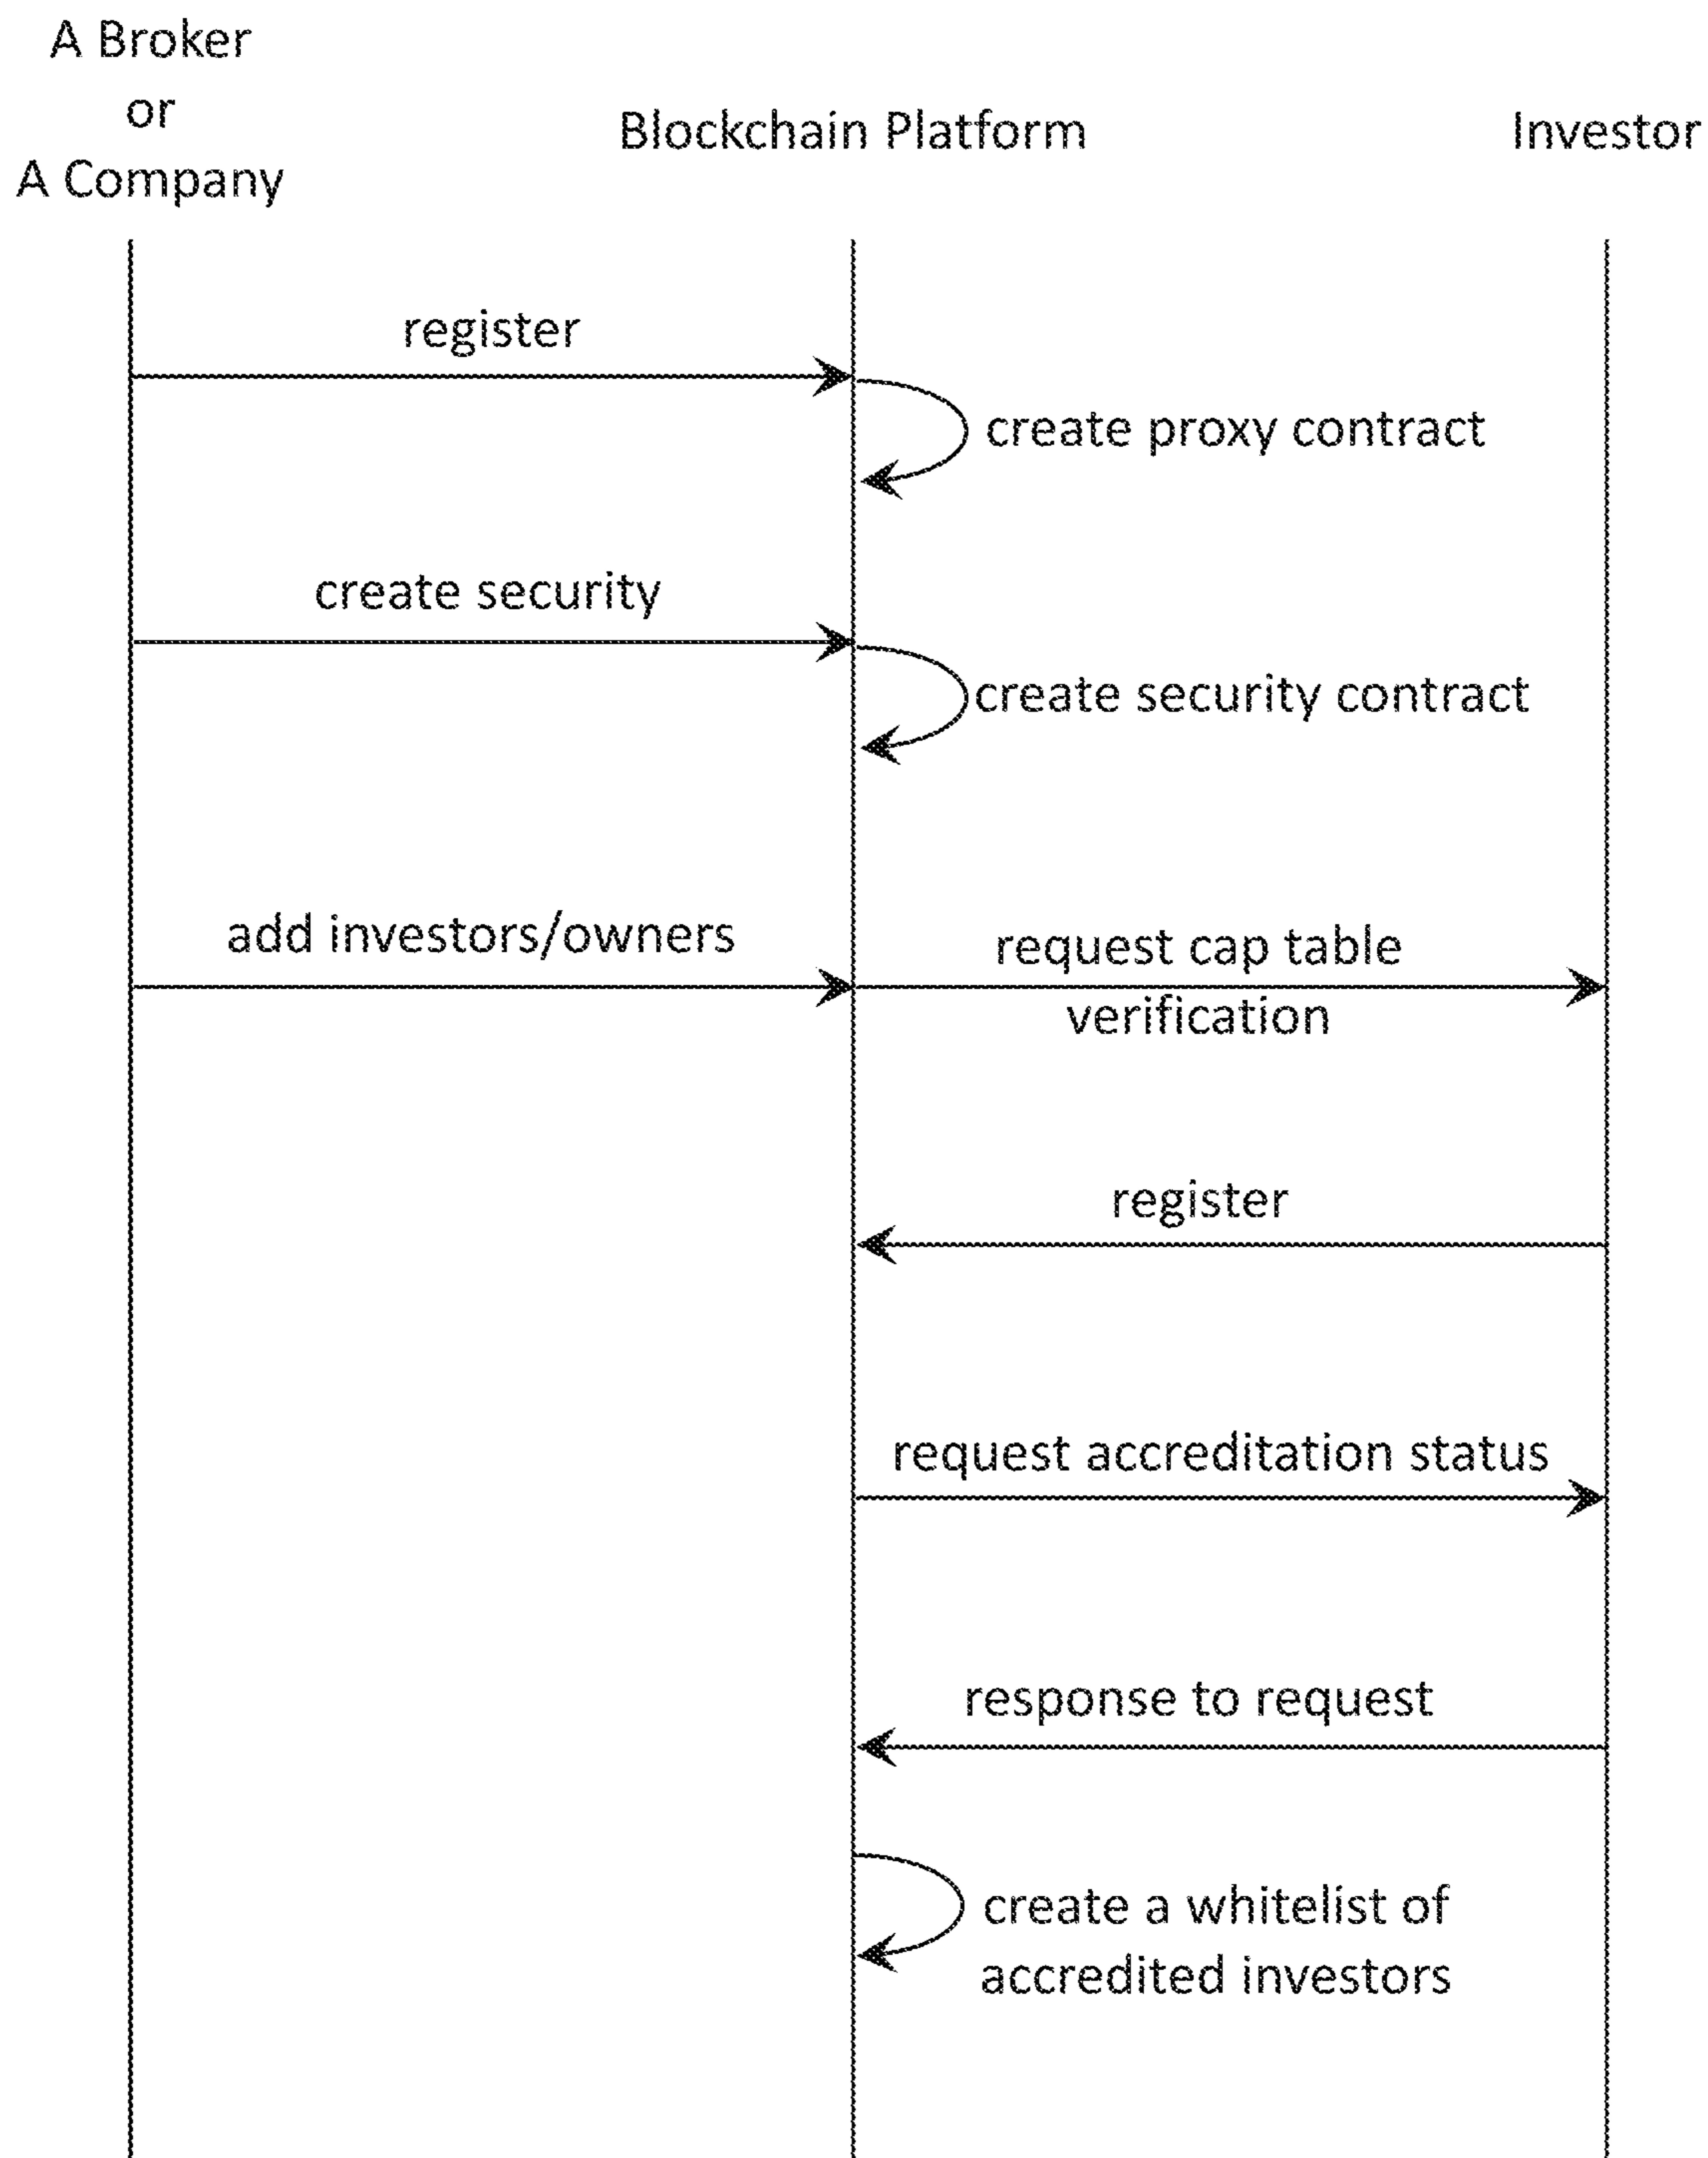 A Broker
or
A Company
Blockchain Platform
Investor
register
create proxy contract
create security
create security contract
add investors/owners
request cap table
verification
register
request accreditation status
response to request
create a whitelist of
accredited investors